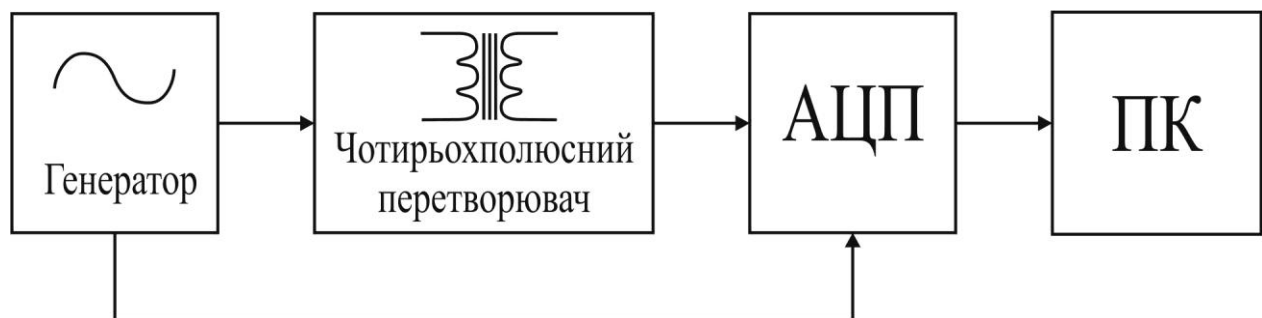 Генератор
Чотирьохполюсний
перетворювач
АЦП
ПК